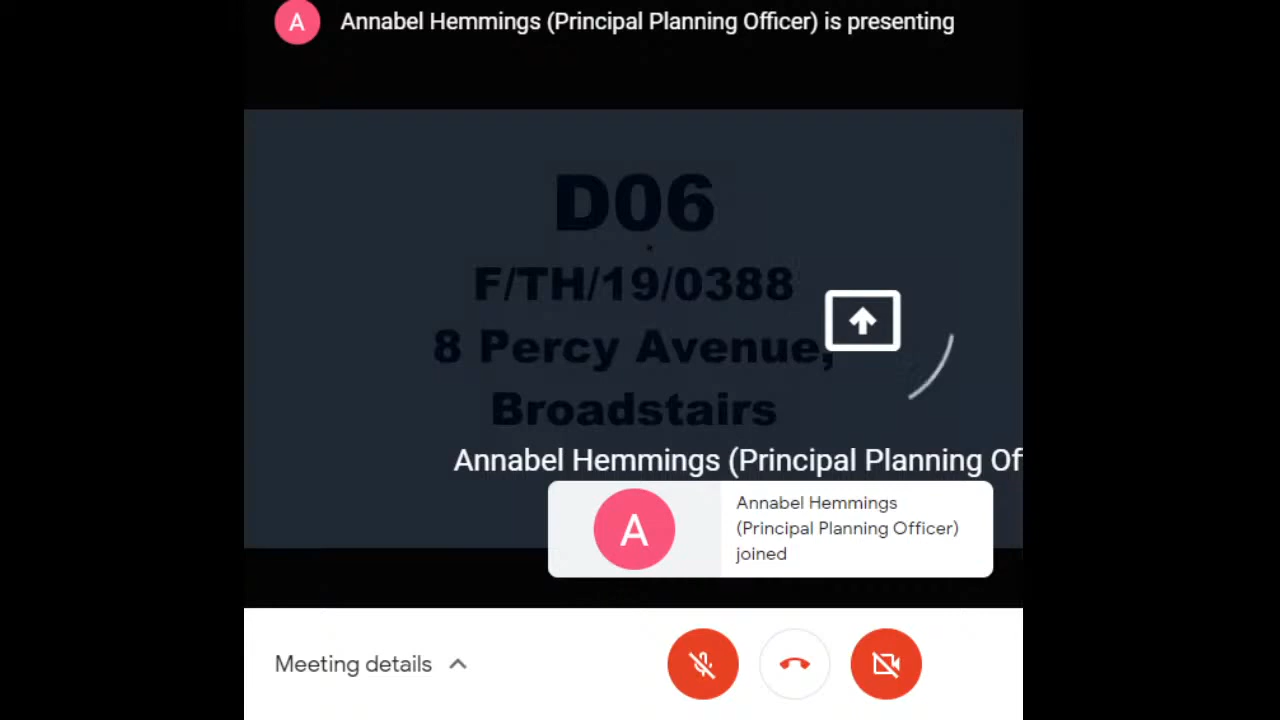 A
Annabel Hemmings (Principal Planning Officer) is presenting
D06
F/TH/19/0388
8 Percy Avenue,
Broadstairs
Annabel Hemmings (Principal Planning Of
A
Annabel Hemmings
(Principal Planning Officer)
joined
Meeting details